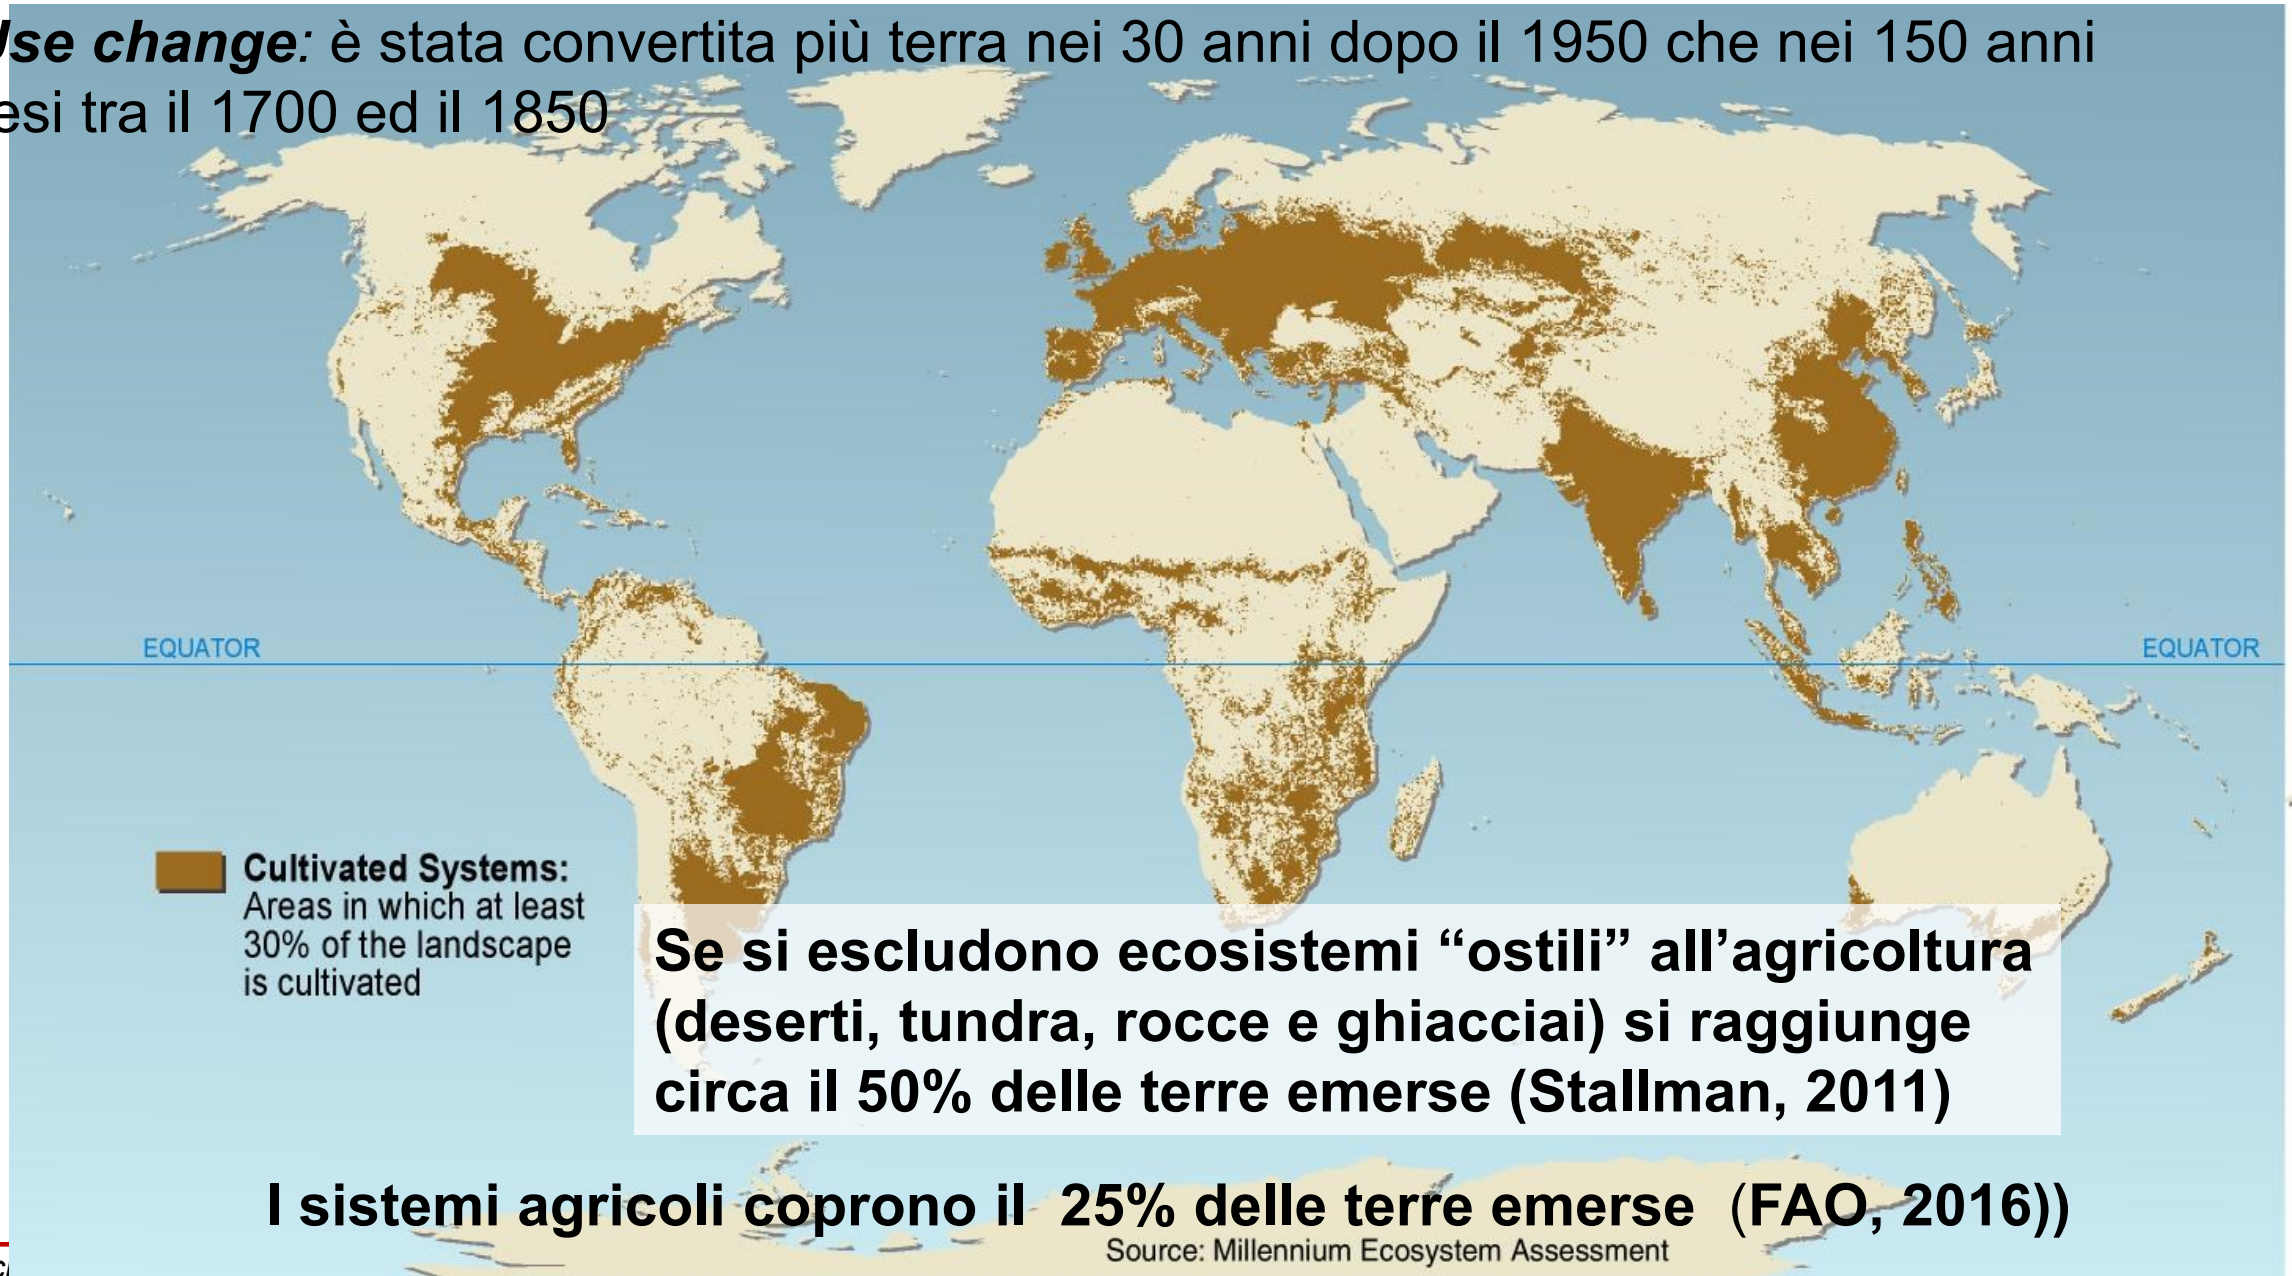 Use change: è stata convertita più terra nei 30 anni dopo il 1950 che nei 150 anni
esi tra il 1700 ed il 1850
EQUATOR
EQUATOR
Cultivated Systems:
Areas in which at least
30% of the landscape
is cultivated
Se si escludono ecosistemi “ostili” all’agricoltura
(deserti, tundra, rocce e ghiacciai) si raggiunge
circa il 50% delle terre emerse (Stallman, 2011)
I sistemi agricoli coprono il 25% delle terre emerse (FAO, 2016))
Source: Millennium Ecosystem Assessment